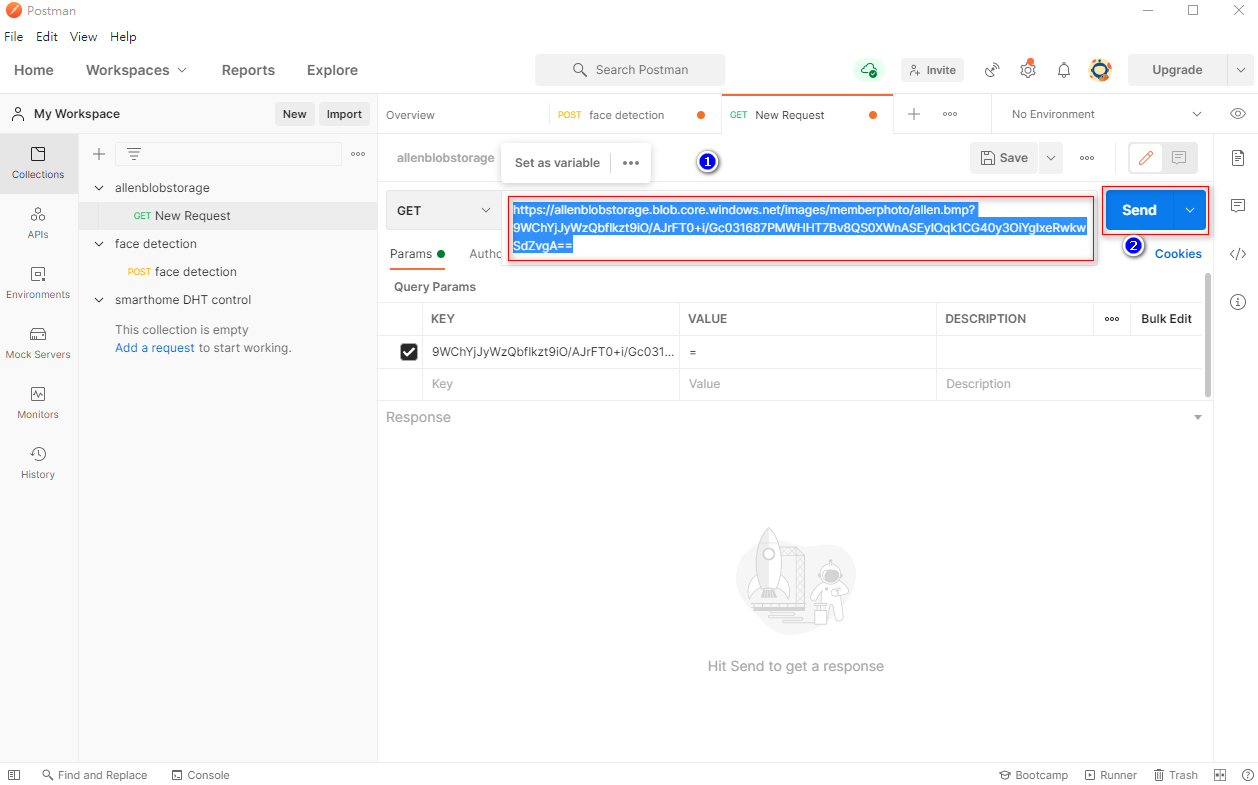 Postman
File Edit View Help
Home Workspaces Reports Explore Search Postman Invite Upgrade
My Workspace New Import
Overview POST face detection GET New Request No Environment
Collections
APIs
Environments
Mock Servers
Monitors
History
allenblobstorage
GET New Request
face detection
POST face detection
smarthome DHT control
This collection is empty
Add a request to start working.
allenblobstorage Set as variable 1 Save
GET
https://allenblobstorage.blob.core.windows.net/images/memberphoto/allen.bmp?
9WChYjJyWzQbflkzt9iO/AJrFT0+i/Gc031687PMWHHT7Bv8QS0XWnASEyIOqk1CG40y3OiYgIxeRwkw
SdZvgA==
Send
2
Params Autho Cookies
Query Params
KEY VALUE DESCRIPTION Bulk Edit
9WChYjJyWzQbflkzt9iO/AJrFT0+i/Gc031... =
Key Value Description
Response
Hit Send to get a response
Find and Replace Console Bootcamp Runner Trash